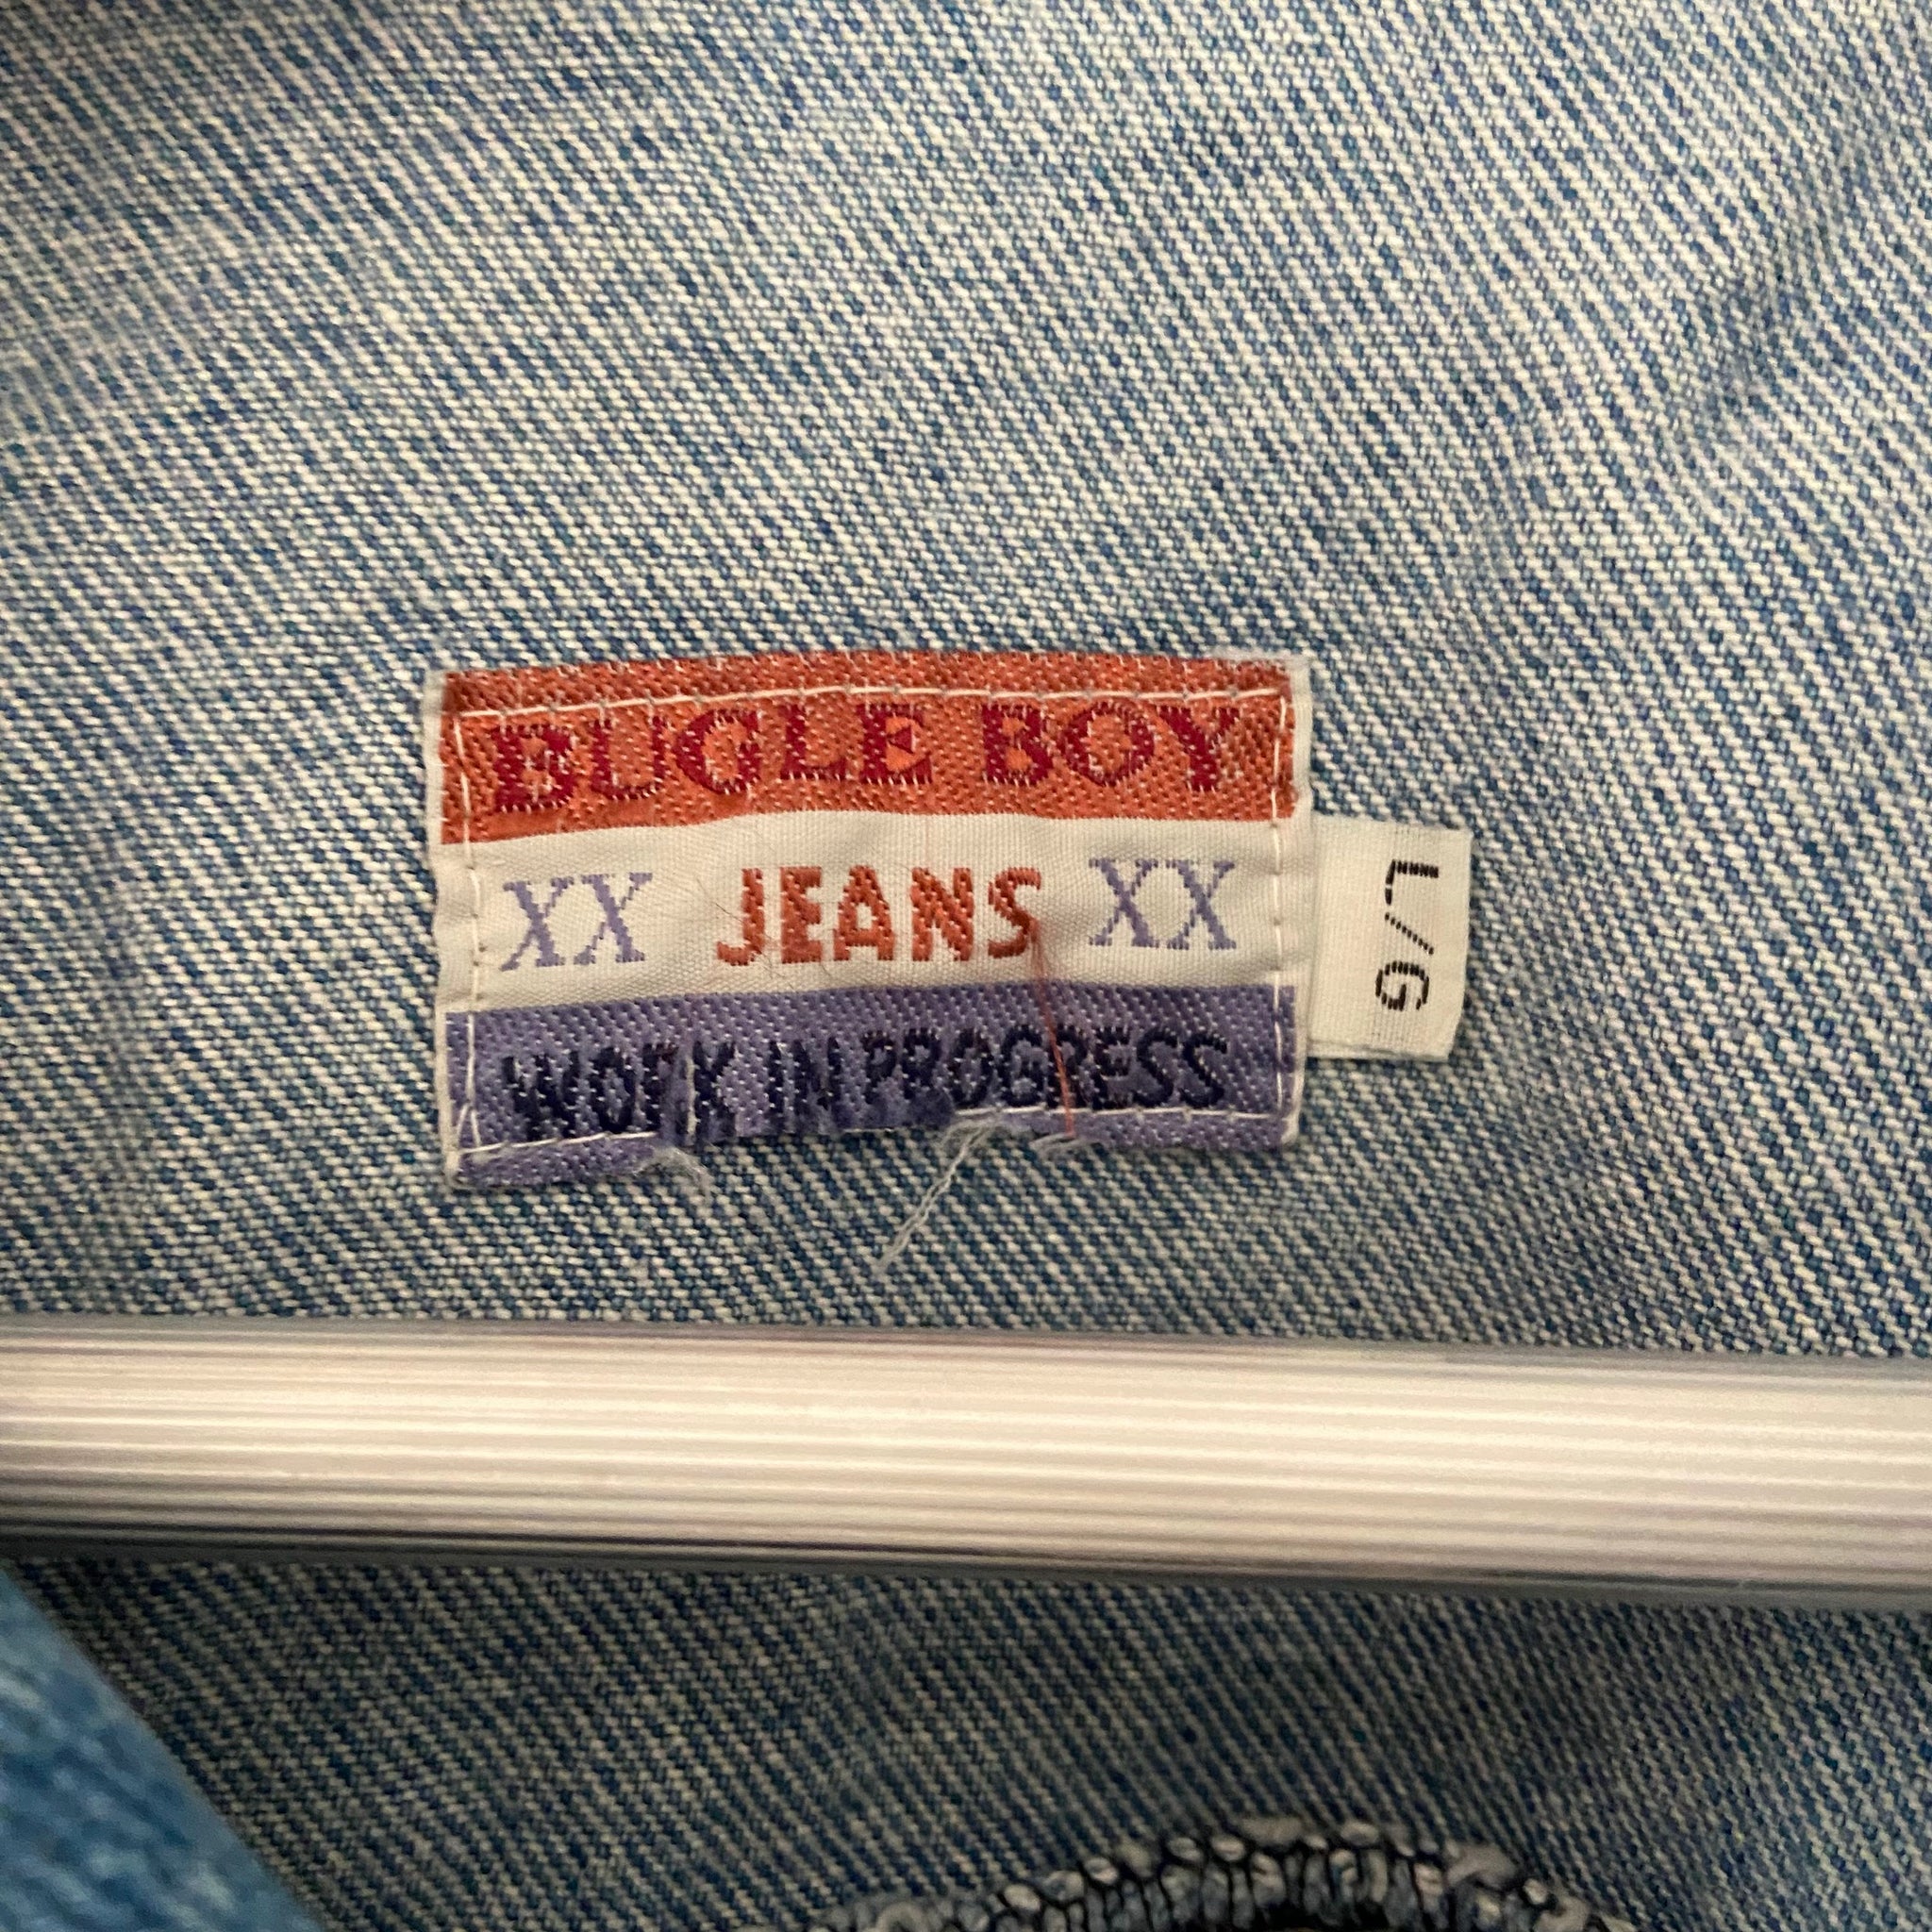 BUGLE BOY
XX JEANS XX
WORK IN PROGRESS
L/G